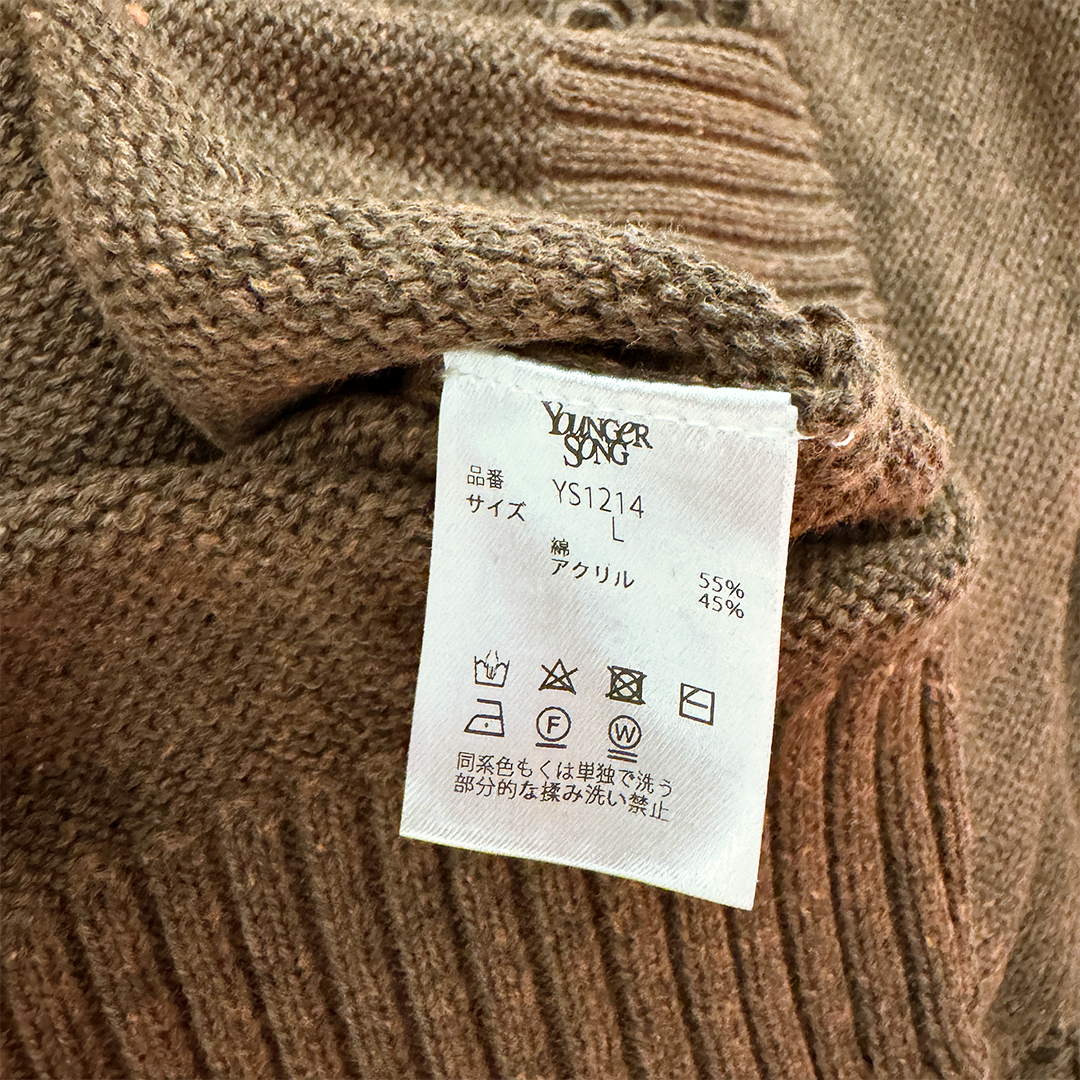 YOUNGER
SONG
品番 YS1214
サイズ L
綿 55%
アクリル 45%
F W
同系色もくは単独で洗う
部分的な揉み洗い禁止